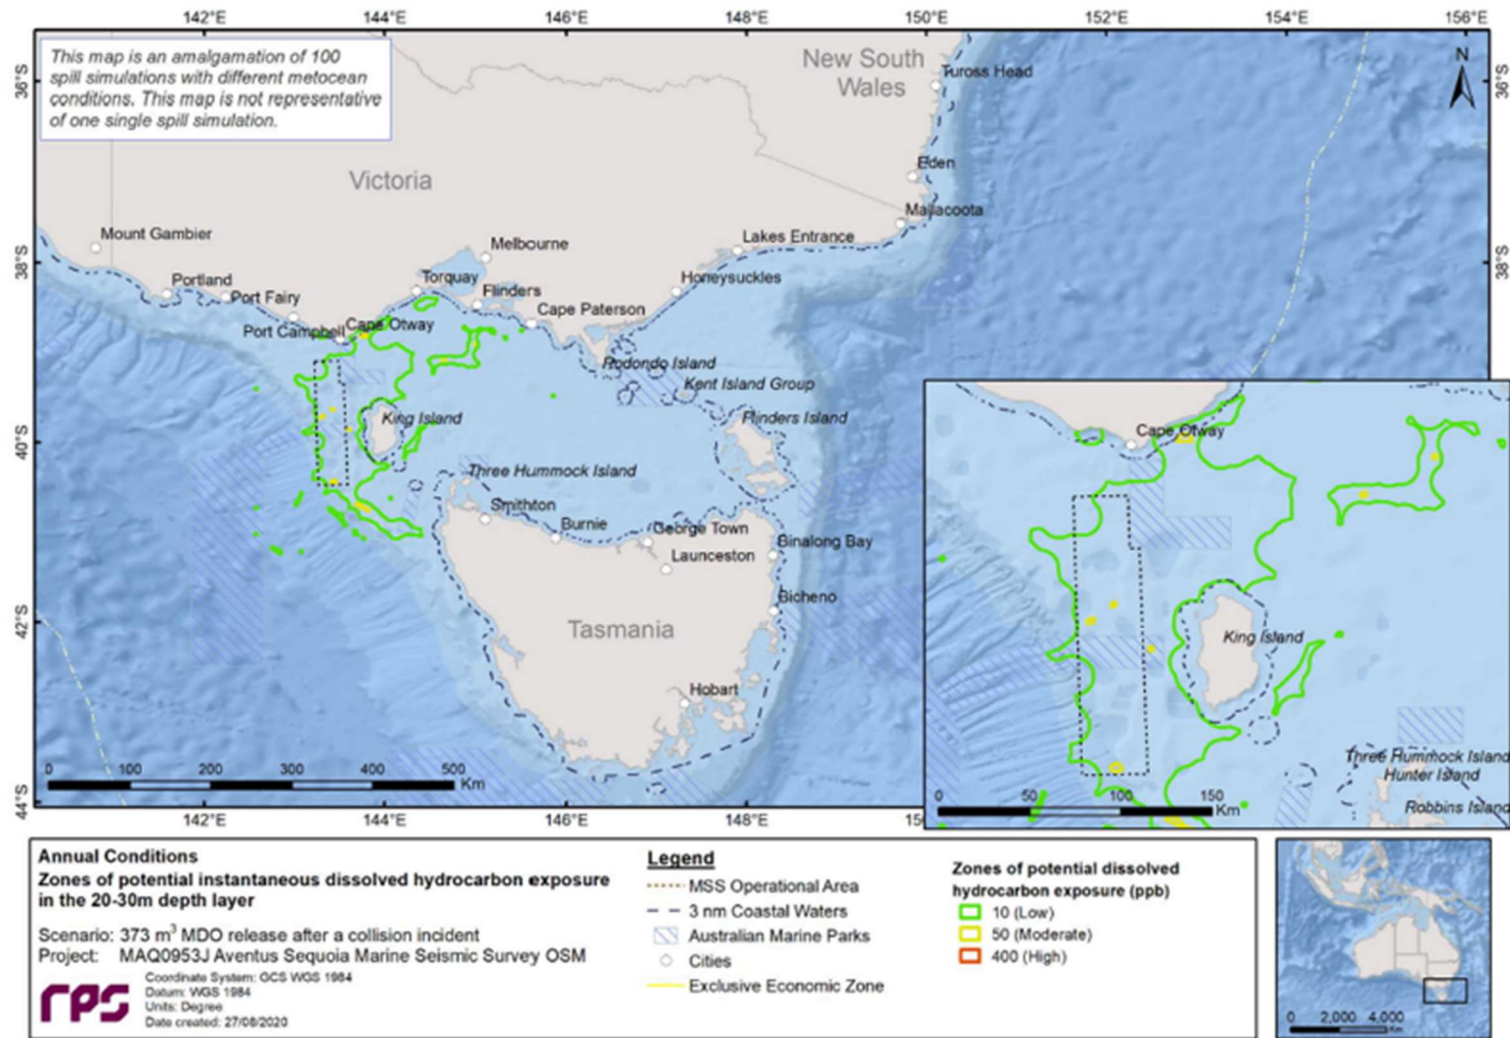 142°E 144°E 146°E 148°E 150°E 152°E 154°E 156°E
This map is an amalgamation of 100
spill simulations with different metocean
conditions. This map is not representative
of one single spill simulation.
New South
Wales
Tuross Head
N
36°S
36°S
Eden
Victoria
Mallacoota
Mount Gambier
Melbourne
Lakes Entrance
38°S
38°S
Portland
Torquay
Honeysuckles
Port Fairy
Flinders
Cape Paterson
Port Campbell
Cape Otway
Rodondo Island
Kent Island Group
King Island
Flinders Island
40°S
Three Hummock Island
Smithton
Burnie
George Town
Binalong Bay
Launceston
Bicheno
42°S
Tasmania
Hobart
0 100 200 300 400 500
Km
44°S
142°E 144°E 146°E 148°E
Cape Otway
King Island
Three Hummock Island
Hunter Island
Robbins Island
0 50 100 150
Km
Annual Conditions
Zones of potential instantaneous dissolved hydrocarbon exposure
in the 20-30m depth layer
Scenario: 373 m³ MDO release after a collision incident
Project: MAQ0953J Aventus Sequoia Marine Seismic Survey OSM
rps
Coordinate System: GCS WGS 1984
Datum: WGS 1984
Units: Degree
Date created: 27/08/2020
Legend
MSS Operational Area
3 nm Coastal Waters
Australian Marine Parks
Cities
Exclusive Economic Zone
Zones of potential dissolved
hydrocarbon exposure (ppb)
10 (Low)
50 (Moderate)
400 (High)
0 2,000 4,000
Km